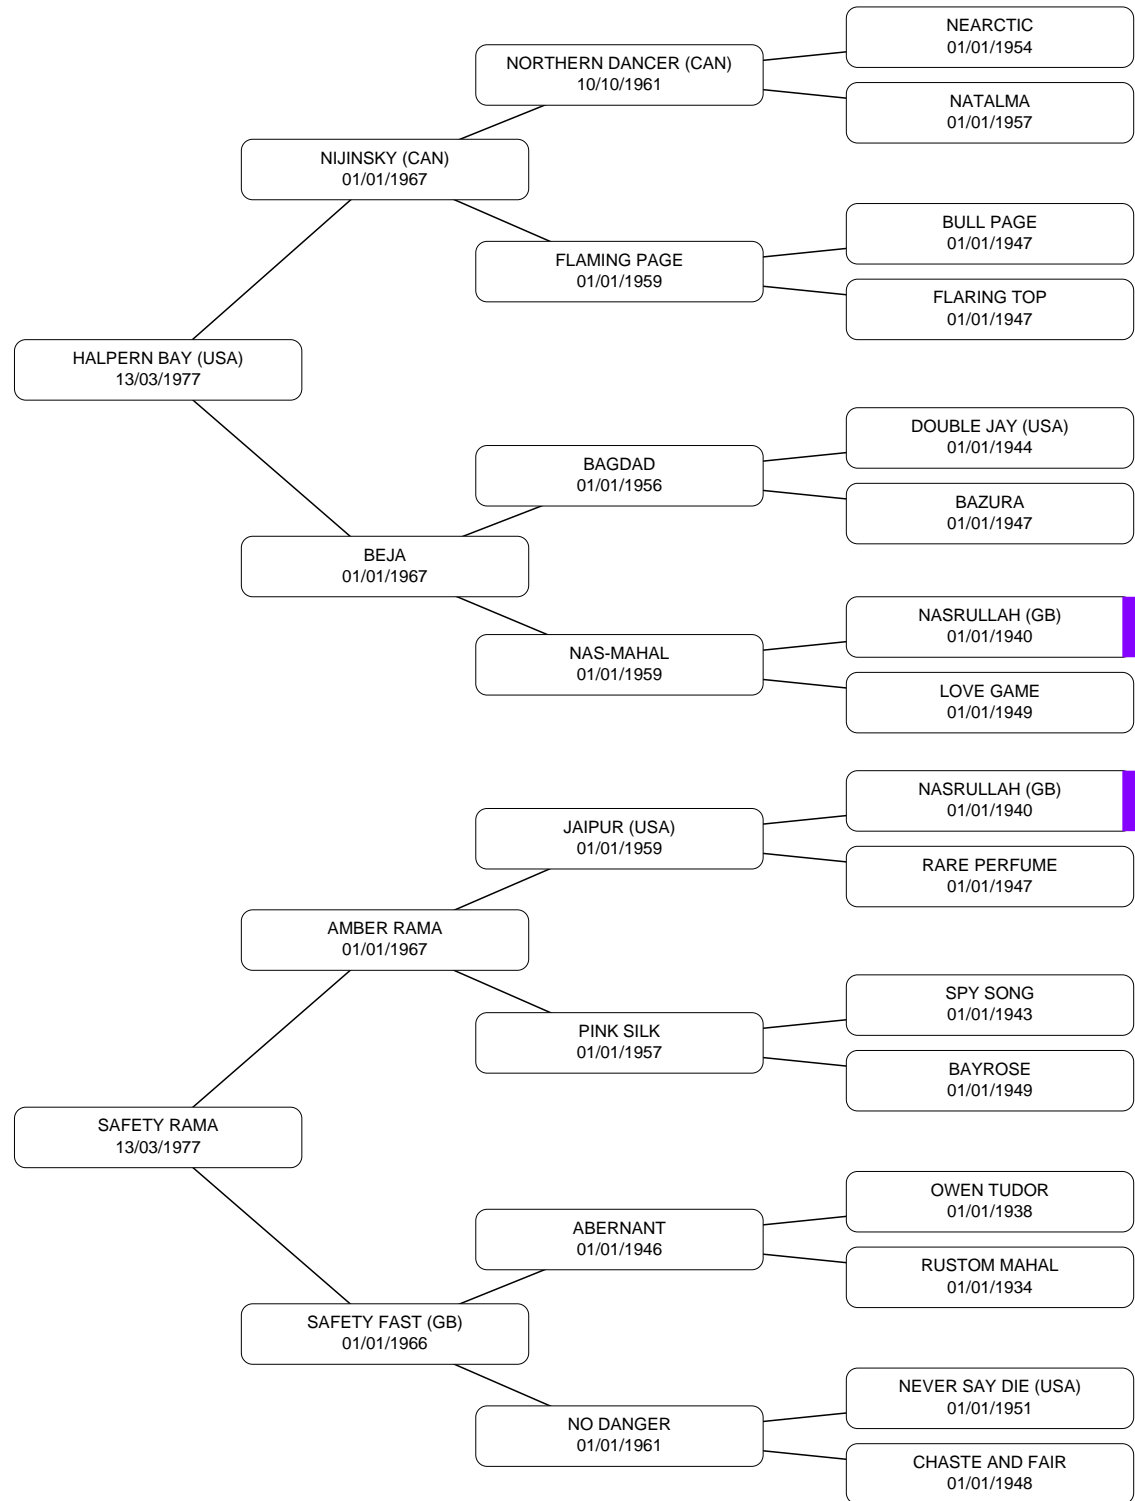 NEARCTIC
01/01/1954
NORTHERN DANCER (CAN)
10/10/1961
NATALMA
01/01/1957
NIJINSKY (CAN)
01/01/1967
BULL PAGE
01/01/1947
FLAMING PAGE
01/01/1959
FLARING TOP
01/01/1947
HALPERN BAY (USA)
13/03/1977
DOUBLE JAY (USA)
01/01/1944
BAGDAD
01/01/1956
BAZURA
01/01/1947
BEJA
01/01/1967
NASRULLAH (GB)
01/01/1940
NAS-MAHAL
01/01/1959
LOVE GAME
01/01/1949
NASRULLAH (GB)
01/01/1940
JAIPUR (USA)
01/01/1959
RARE PERFUME
01/01/1947
AMBER RAMA
01/01/1967
SPY SONG
01/01/1943
PINK SILK
01/01/1957
BAYROSE
01/01/1949
SAFETY RAMA
13/03/1977
OWEN TUDOR
01/01/1938
ABERNANT
01/01/1946
RUSTOM MAHAL
01/01/1934
SAFETY FAST (GB)
01/01/1966
NEVER SAY DIE (USA)
01/01/1951
NO DANGER
01/01/1961
CHASTE AND FAIR
01/01/1948